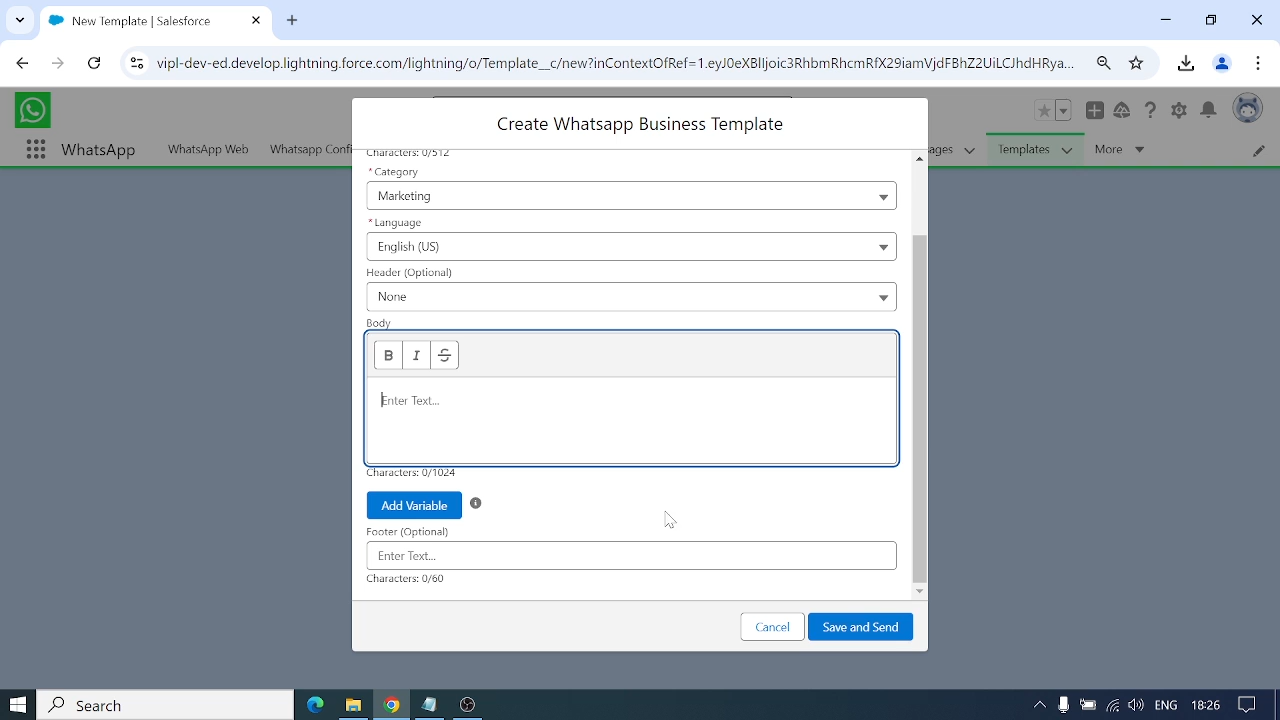 New Template | Salesforce
vipl-dev-ed.develop.lightning.force.com/lightning/o/Template__c/new?inContextOfRef=1.eyJ0eXBlIjoic3RhbmRhcmRfX29iamVjdFBhZ2UiLCJhdHRya...
Create Whatsapp Business Template
WhatsApp
WhatsApp Web
Whatsapp Confi
ages
Templates
More
Characters: 0/512
* Category
Marketing
* Language
English (US)
Header (Optional)
None
Body
B I S
Enter Text...
Characters: 0/1024
Add Variable
Footer (Optional)
Enter Text...
Characters: 0/60
Cancel
Save and Send
Search
ENG
18:26